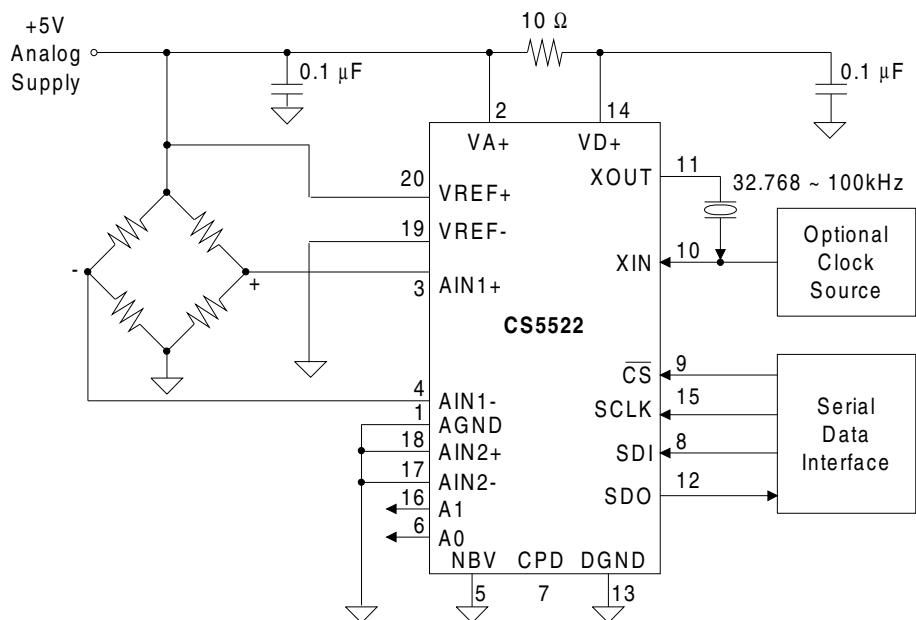 +5V
Analog
Supply
10 Ω
0.1 µF
0.1 µF
2
14
VA+
VD+
20
VREF+
XOUT
11
32.768 ~ 100kHz
19
VREF-
XIN
10
Optional
Clock
Source
-
+
3
AIN1+
CS5522
4
AIN1-
1
AGND
18
AIN2+
17
AIN2-
16
A1
6
A0
CS
9
SCLK
15
SDI
8
SDO
12
Serial
Data
Interface
NBV
CPD
DGND
5
7
13